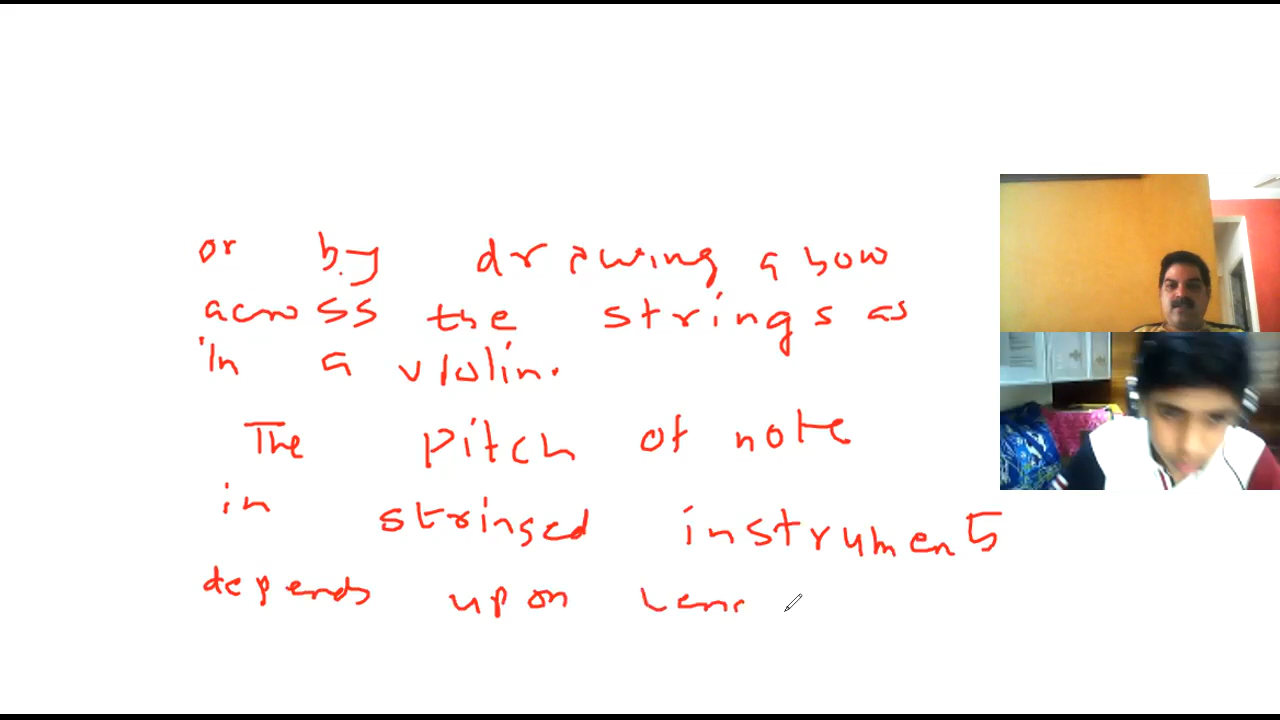 or by drawing a bow
across the strings as
in a violin.
The pitch of note
in stringed instruments
depends upon